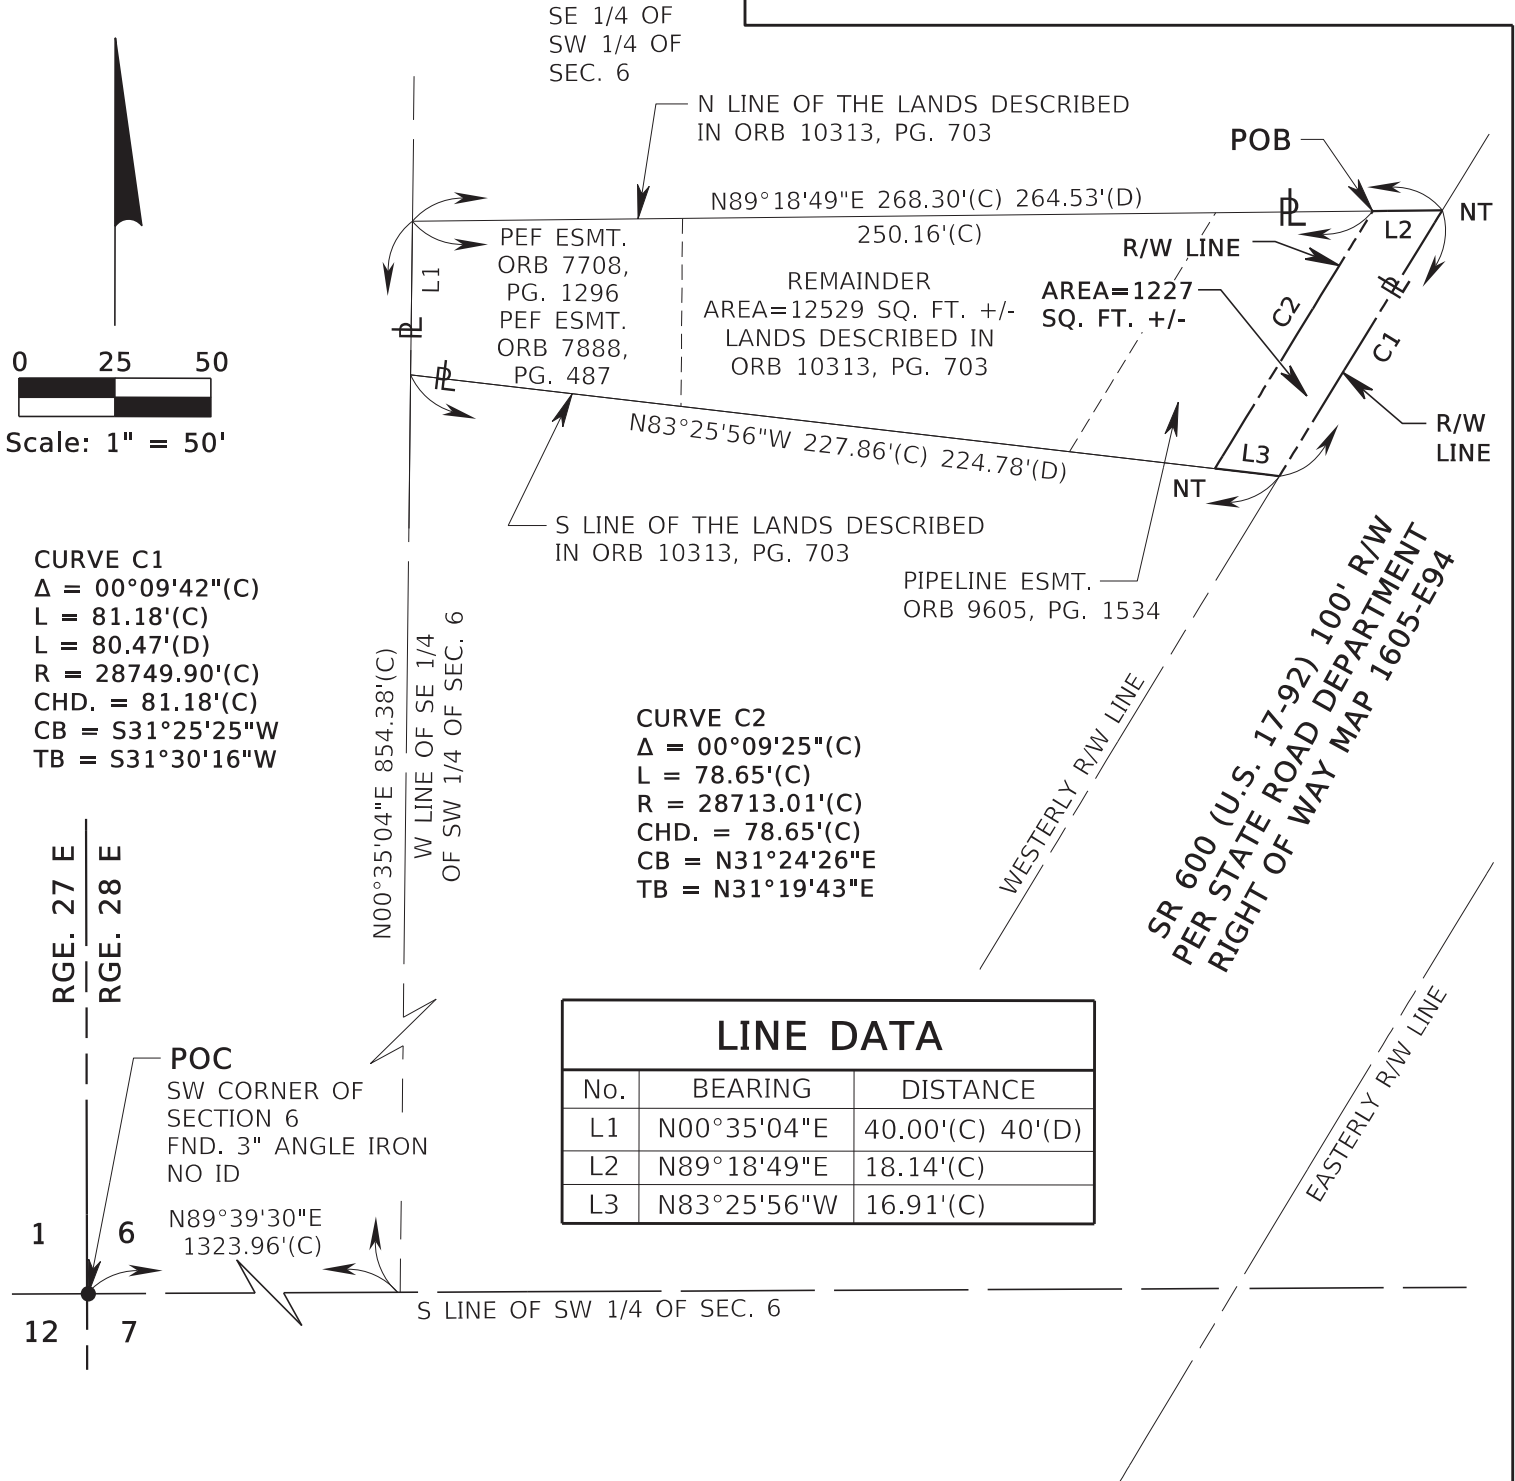 SE 1/4 OF
SW 1/4 OF
SEC. 6
N LINE OF THE LANDS DESCRIBED
IN ORB 10313, PG. 703
POB
N89°18'49"E 268.30'(C) 264.53'(D)
250.16'(C)
PL
L2
NT
R/W LINE
PEF ESMT.
ORB 7708,
PG. 1296
PEF ESMT.
ORB 7888,
PG. 487
L1
PL
PL
REMAINDER
AREA=12529 SQ. FT. +/-
LANDS DESCRIBED IN
ORB 10313, PG. 703
AREA=1227
SQ. FT. +/-
C2
PL
C1
R/W
LINE
0 25 50
Scale: 1" = 50'
N83°25'56"W 227.86'(C) 224.78'(D)
L3
NT
S LINE OF THE LANDS DESCRIBED
IN ORB 10313, PG. 703
PIPELINE ESMT.
ORB 9605, PG. 1534
CURVE C1
Δ = 00°09'42"(C)
L = 81.18'(C)
L = 80.47'(D)
R = 28749.90'(C)
CHD. = 81.18'(C)
CB = S31°25'25"W
TB = S31°30'16"W
N00°35'04"E 854.38'(C)
W LINE OF SE 1/4
OF SW 1/4 OF SEC. 6
CURVE C2
Δ = 00°09'25"(C)
L = 78.65'(C)
R = 28713.01'(C)
CHD. = 78.65'(C)
CB = N31°24'26"E
TB = N31°19'43"E
WESTERLY R/W LINE
SR 600 (U.S. 17-92) 100' R/W
PER STATE ROAD DEPARTMENT
RIGHT OF WAY MAP 1605-E94
EASTERLY R/W LINE
RGE. 27 E
RGE. 28 E
POC
SW CORNER OF
SECTION 6
FND. 3" ANGLE IRON
NO ID
N89°39'30"E
1323.96'(C)
1 6
12 7
S LINE OF SW 1/4 OF SEC. 6
LINE DATA
No. BEARING DISTANCE
L1 N00°35'04"E 40.00'(C) 40'(D)
L2 N89°18'49"E 18.14'(C)
L3 N83°25'56"W 16.91'(C)